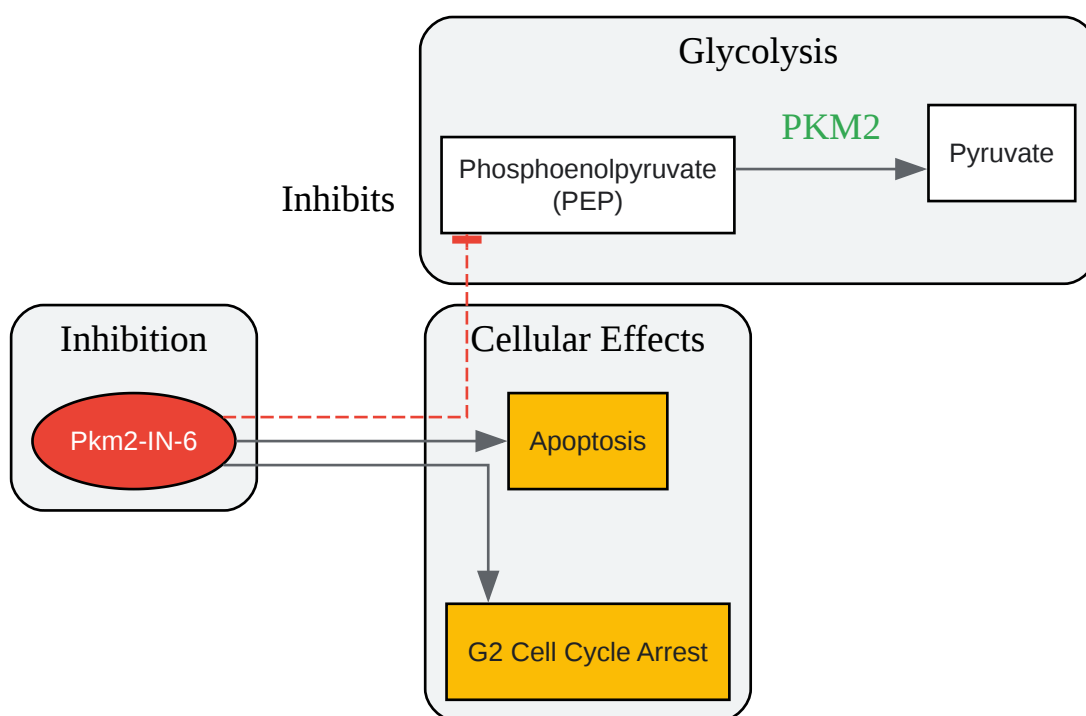 Glycolysis
PKM2
Phosphoenolpyruvate
(PEP)
Pyruvate
Inhibits
Inhibition
Pkm2-IN-6
Cellular Effects
Apoptosis
G2 Cell Cycle Arrest